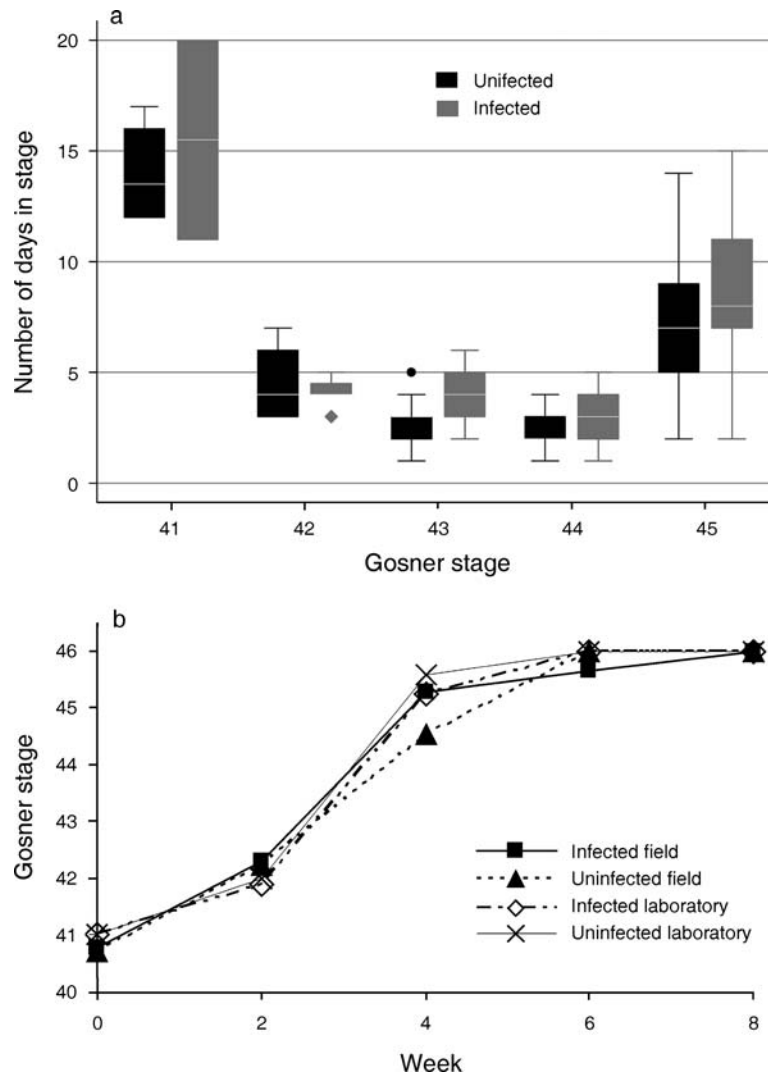 a
20
15
10
5
0
Number of days in stage
Unifected
Infected
41 42 43 44 45
Gosner stage
b
46
45
44
43
42
41
40
Gosner stage
Infected field
Uninfected field
Infected laboratory
Uninfected laboratory
0 2 4 6 8
Week